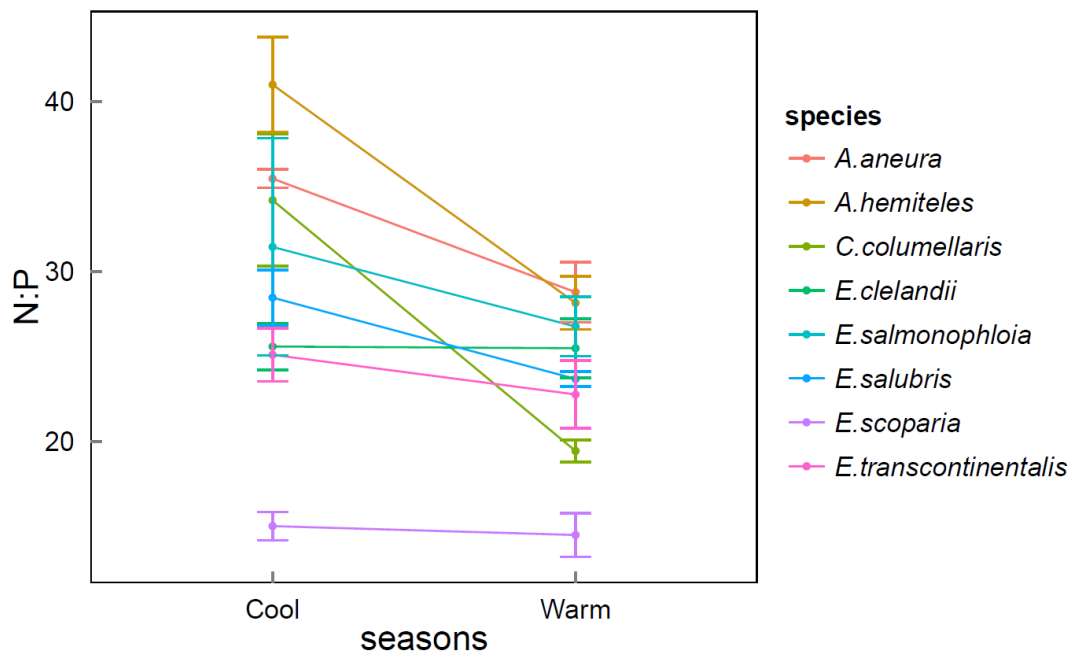 40
30
20
N:P
Cool
Warm
seasons
species
A.aneura
A.hemiteles
C.columellaris
E.clelandii
E.salmonophloia
E.salubris
E.scoparia
E.transcontinentalis